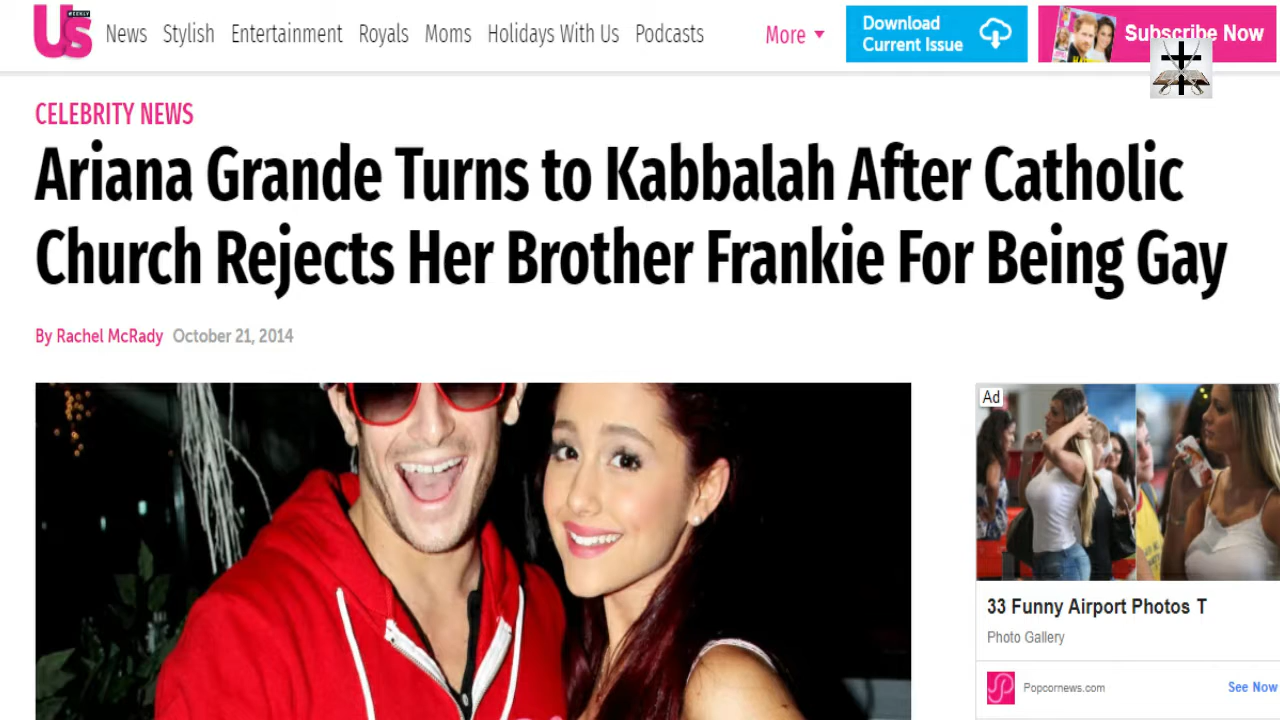 Us WEEKLY
News Stylish Entertainment Royals Moms Holidays With Us Podcasts
More
Download
Current Issue
Subscribe Now
CELEBRITY NEWS
Ariana Grande Turns to Kabbalah After Catholic
Church Rejects Her Brother Frankie For Being Gay
By Rachel McRady October 21, 2014
Ad
33 Funny Airport Photos T
Photo Gallery
Popcornews.com
See Now